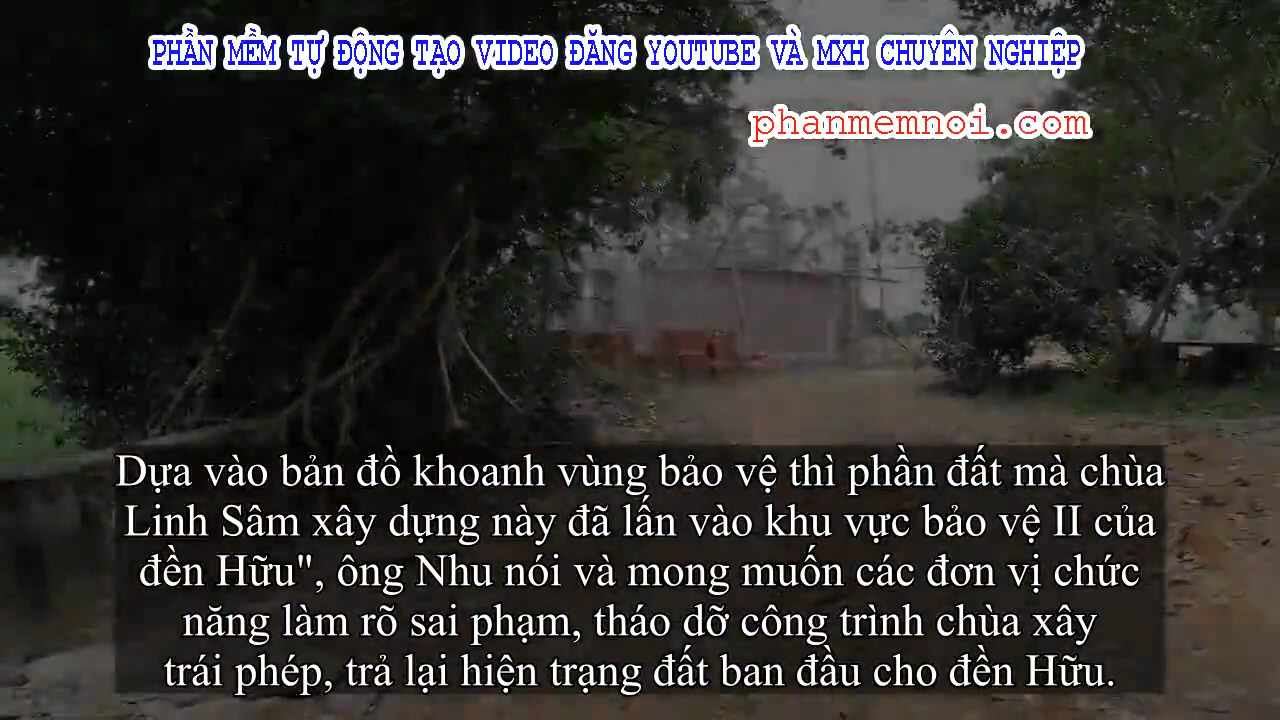 PHẦN MỀM TỰ ĐỘNG TẠO VIDEO ĐĂNG YOUTUBE VÀ MXH CHUYÊN NGHIỆP
phanmemnoi.com
Dựa vào bản đồ khoanh vùng bảo vệ thì phần đất mà chùa
Linh Sâm xây dựng này đã lấn vào khu vực bảo vệ II của
đền Hữu", ông Nhu nói và mong muốn các đơn vị chức
năng làm rõ sai phạm, tháo dỡ công trình chùa xây
trái phép, trả lại hiện trạng đất ban đầu cho đền Hữu.